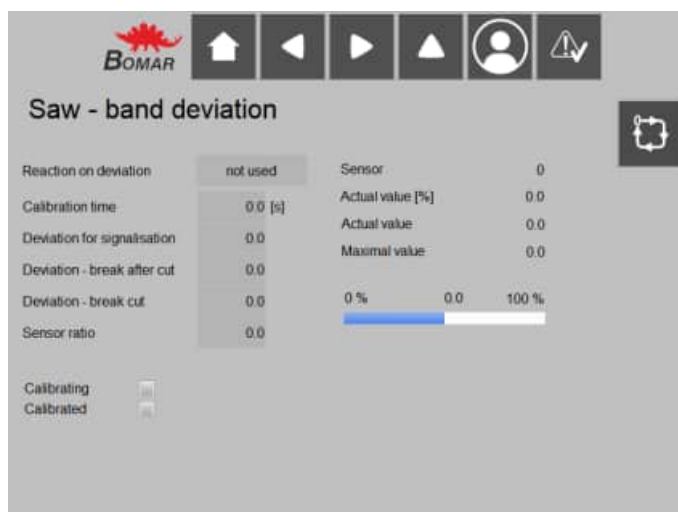 BOMAR
Saw - band deviation
Reaction on deviation not used
Calibration time 0.0 [s]
Deviation for signalisation 0.0
Deviation - break after cut 0.0
Deviation - break cut 0.0
Sensor ratio 0.0
Calibrating
Calibrated
Sensor 0
Actual value [%] 0.0
Actual value 0.0
Maximal value 0.0
0 % 0.0 100 %